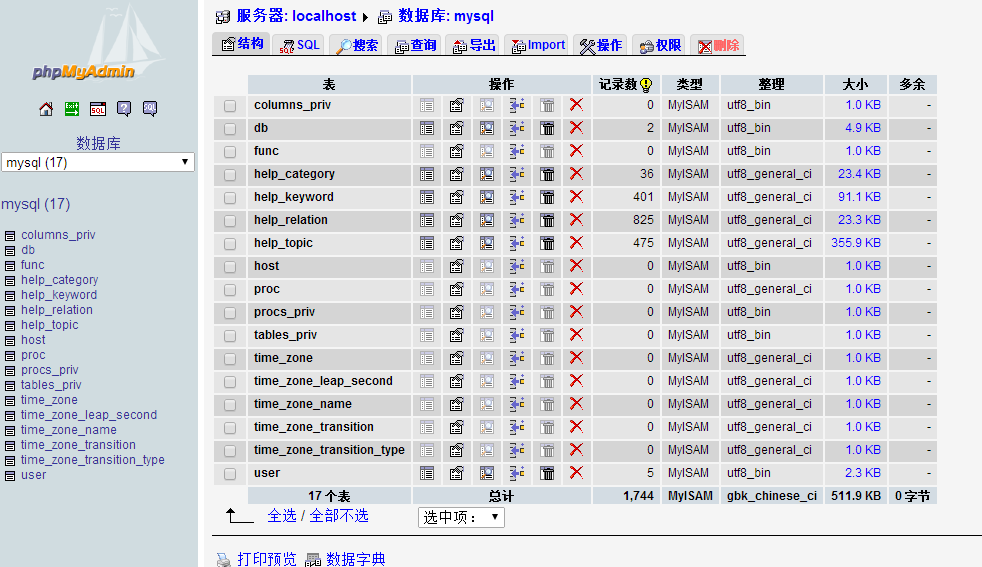 phpMyAdmin
数据库
mysql (17)
mysql (17)
columns_priv
db
func
help_category
help_keyword
help_relation
help_topic
host
proc
procs_priv
tables_priv
time_zone
time_zone_leap_second
time_zone_name
time_zone_transition
time_zone_transition_type
user
服务器: localhost 数据库: mysql
结构 SQL 搜索 查询 导出 Import 操作 权限 删除
表 操作 记录数 类型 整理 大小 多余
columns_priv 0 MyISAM utf8_bin 1.0 KB -
db 2 MyISAM utf8_bin 4.9 KB -
func 0 MyISAM utf8_bin 1.0 KB -
help_category 36 MyISAM utf8_general_ci 23.4 KB -
help_keyword 401 MyISAM utf8_general_ci 91.1 KB -
help_relation 825 MyISAM utf8_general_ci 23.3 KB -
help_topic 475 MyISAM utf8_general_ci 355.9 KB -
host 0 MyISAM utf8_bin 1.0 KB -
proc 0 MyISAM utf8_general_ci 1.0 KB -
procs_priv 0 MyISAM utf8_bin 1.0 KB -
tables_priv 0 MyISAM utf8_bin 1.0 KB -
time_zone 0 MyISAM utf8_general_ci 1.0 KB -
time_zone_leap_second 0 MyISAM utf8_general_ci 1.0 KB -
time_zone_name 0 MyISAM utf8_general_ci 1.0 KB -
time_zone_transition 0 MyISAM utf8_general_ci 1.0 KB -
time_zone_transition_type 0 MyISAM utf8_general_ci 1.0 KB -
user 5 MyISAM utf8_bin 2.3 KB -
17 个表 总计 1,744 MyISAM gbk_chinese_ci 511.9 KB 0 字节
全选 / 全部不选 选中项：
打印预览 数据字典